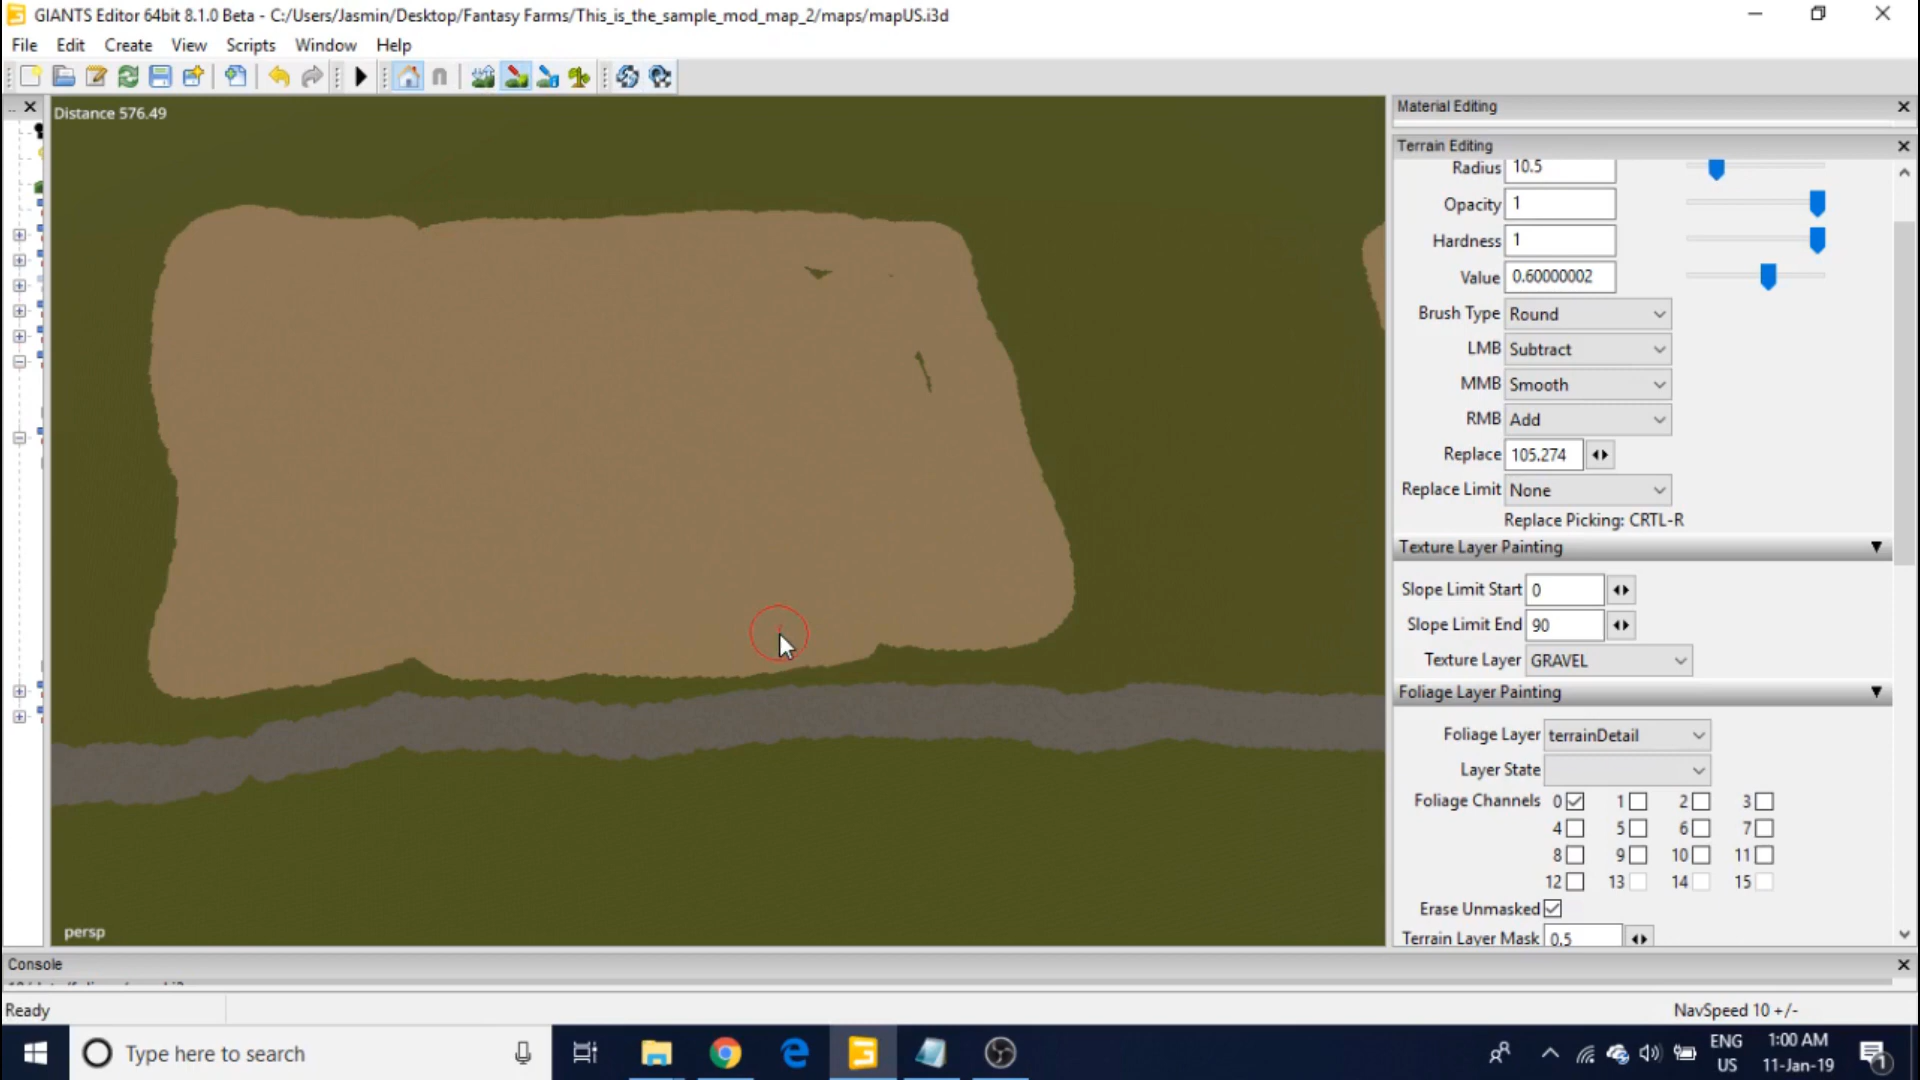 GIANTS Editor 64bit 8.1.0 Beta - C:/Users/Jasmin/Desktop/Fantasy Farms/This_is_the_sample_mod_map_2/maps/mapUS.i3d
File Edit Create View Scripts Window Help
Distance 576.49
persp
Material Editing
Terrain Editing
Radius 10.5
Opacity 1
Hardness 1
Value 0.60000002
Brush Type Round
LMB Subtract
MMB Smooth
RMB Add
Replace 105.274
Replace Limit None
Replace Picking: CRTL-R
Texture Layer Painting
Slope Limit Start 0
Slope Limit End 90
Texture Layer GRAVEL
Foliage Layer Painting
Foliage Layer terrainDetail
Layer State
Foliage Channels 0 1 2 3
4 5 6 7
8 9 10 11
12 13 14 15
Erase Unmasked
Terrain Layer Mask 0.5
Console
Ready
NavSpeed 10 +/-
Type here to search
ENG
US
1:00 AM
11-Jan-19
1